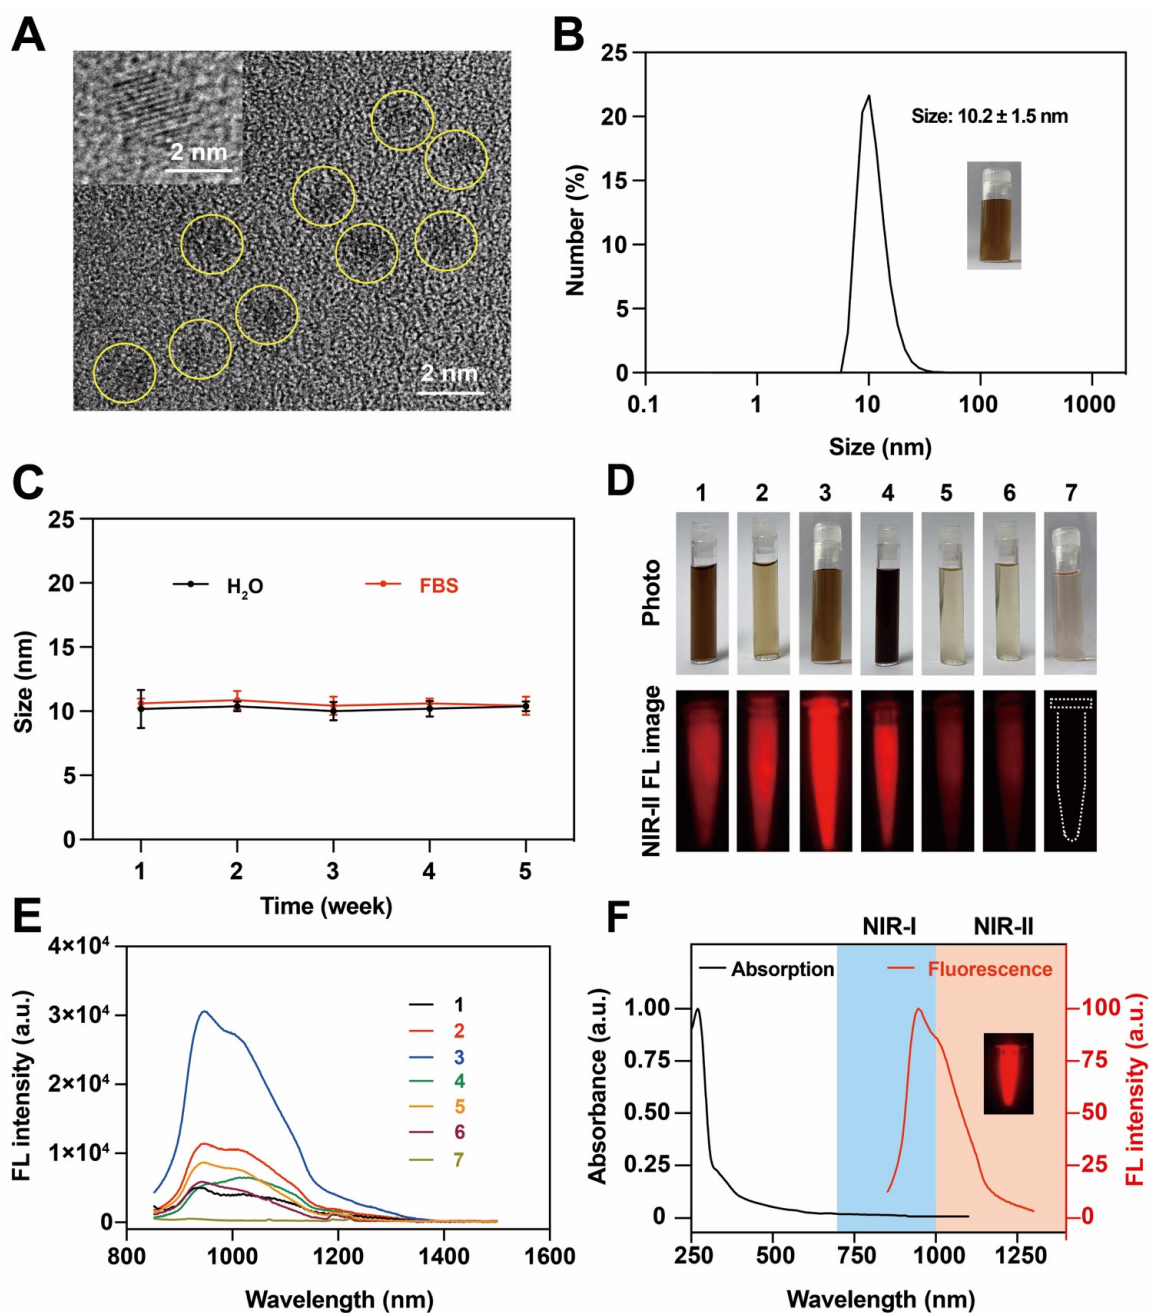 A
2 nm
2 nm
B
25
20
15
10
5
0
Number (%)
Size: 10.2 ± 1.5 nm
0.1 1 10 100 1000
Size (nm)
C
25
20
15
10
5
0
Size (nm)
H₂O
FBS
1 2 3 4 5
Time (week)
D
1 2 3 4 5 6 7
Photo
NIR-II FL image
E
4×10⁴
3×10⁴
2×10⁴
1×10⁴
0
FL intensity (a.u.)
1
2
3
4
5
6
7
800 1000 1200 1400 1600
Wavelength (nm)
F
NIR-I NIR-II
Absorption
Fluorescence
1.00
0.75
0.50
0.25
0
Absorbance (a.u.)
100
75
50
25
0
FL intensity (a.u.)
250 500 750 1000 1250
Wavelength (nm)